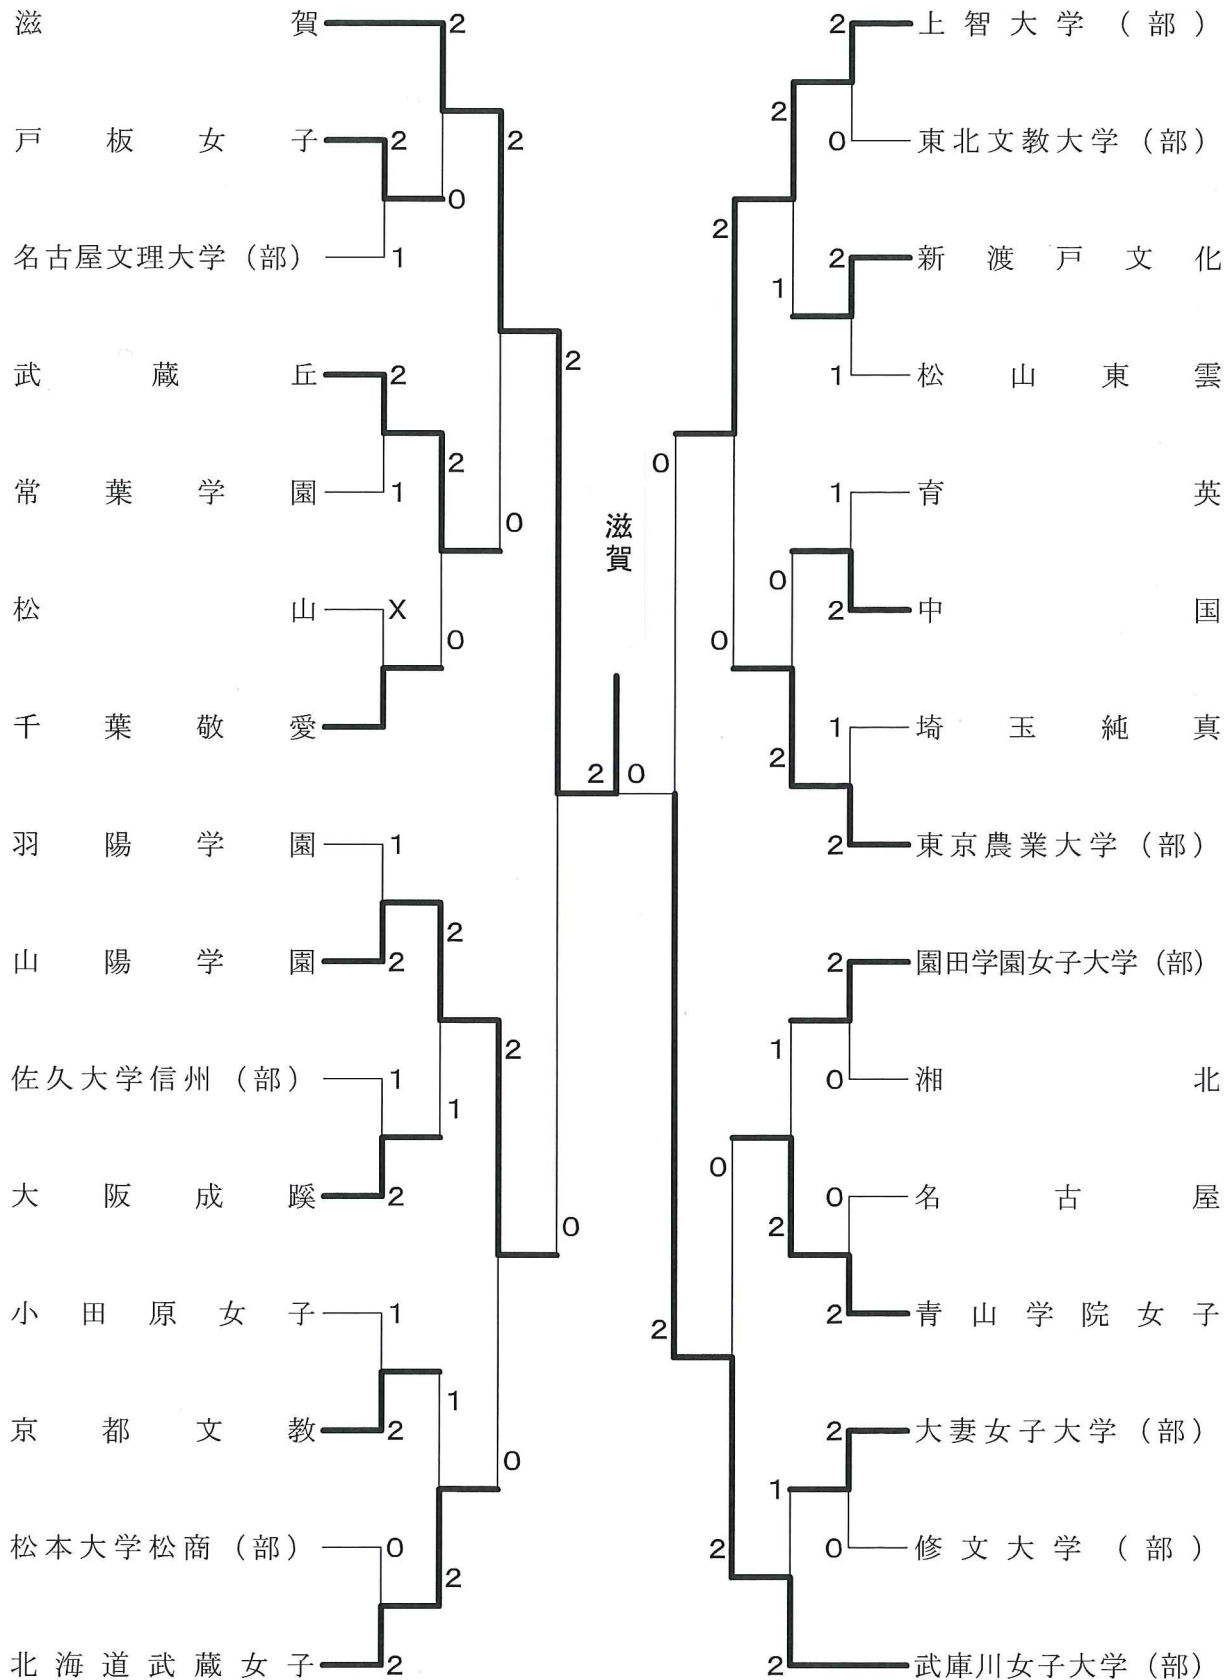 滋賀 2
戸板女子 2
2
0
名古屋文理大学（部） 1
2
武蔵丘 2
2
常葉学園 1
0
松山 X
0
千葉敬愛
羽陽学園 1
2
山陽学園 2
2
佐久大学信州（部） 1
1
大阪成蹊 2
0
小田原女子 1
1
京都文教 2
0
松本大学松商（部） 0
2
北海道武蔵女子 2
滋賀
2 0
2 上智大学（部）
2
0 東北文教大学（部）
2
2 新渡戸文化
1
1 松山東雲
0
1 育英
0
2 中国
0
1 埼玉純真
2
2 東京農業大学（部）
2 園田学園女子大学（部）
1
0 湘北
0
0 名古屋
2
2 青山学院女子
2
2 大妻女子大学（部）
1
2
0 修文大学（部）
2 武庫川女子大学（部）